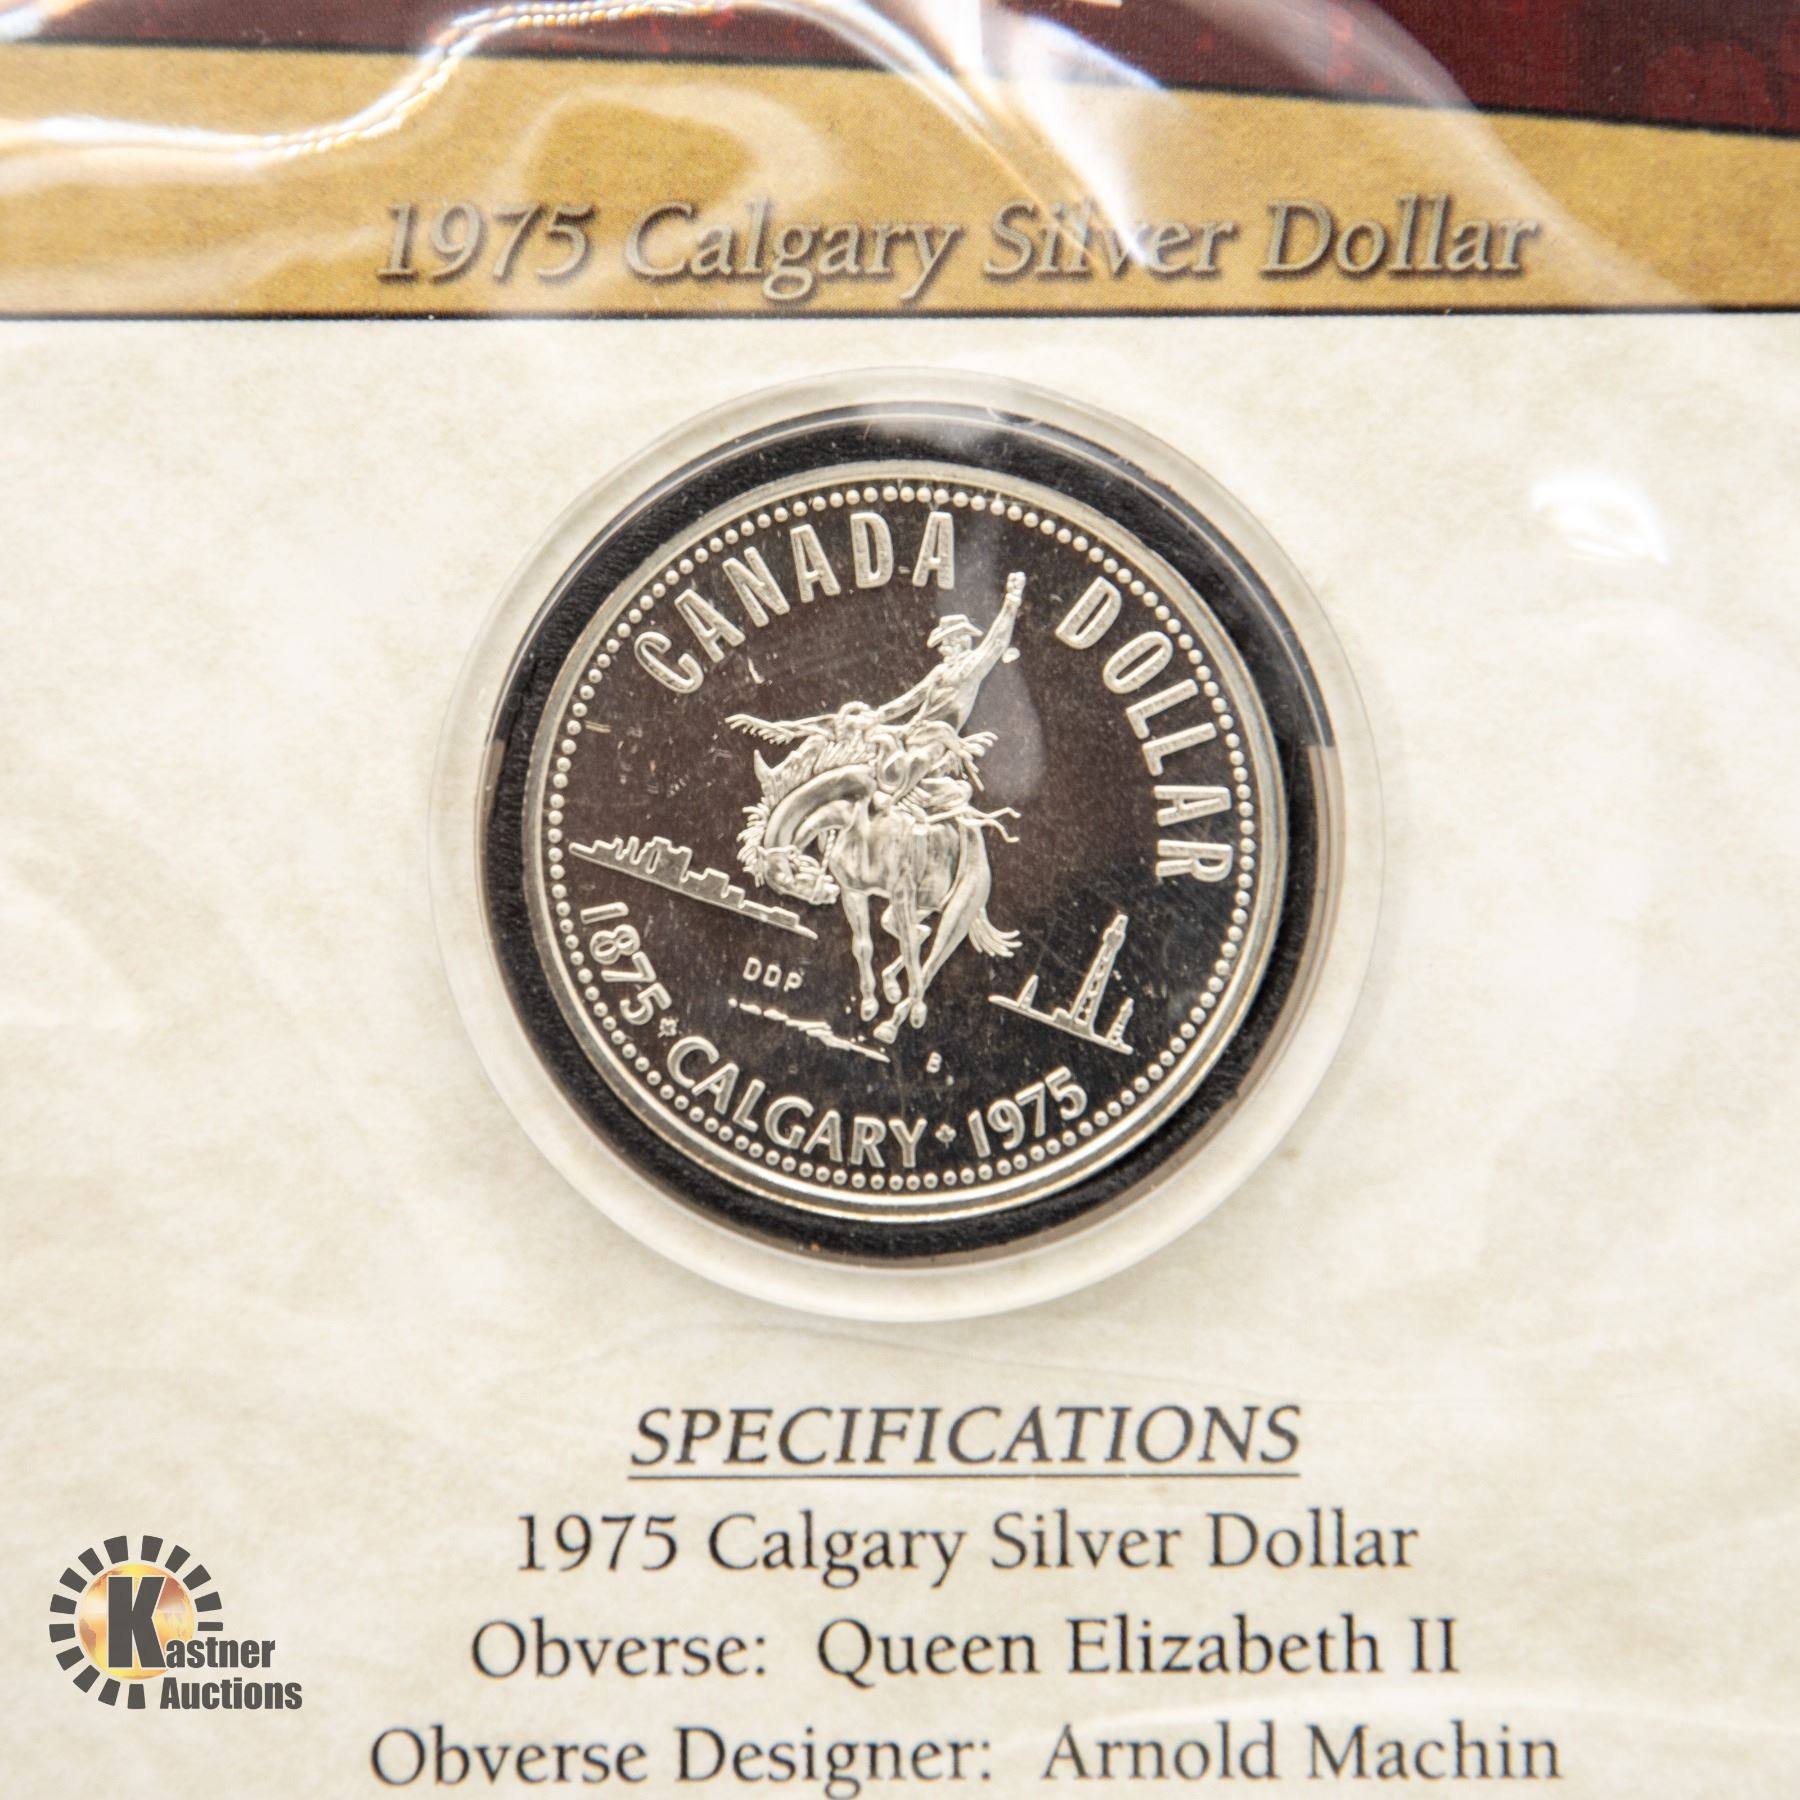 1975 Calgary Silver Dollar
CANADA DOLLAR
DDP
B
1875 CALGARY 1975
SPECIFICATIONS
1975 Calgary Silver Dollar
Obverse: Queen Elizabeth II
Obverse Designer: Arnold Machin
Kastner
Auctions